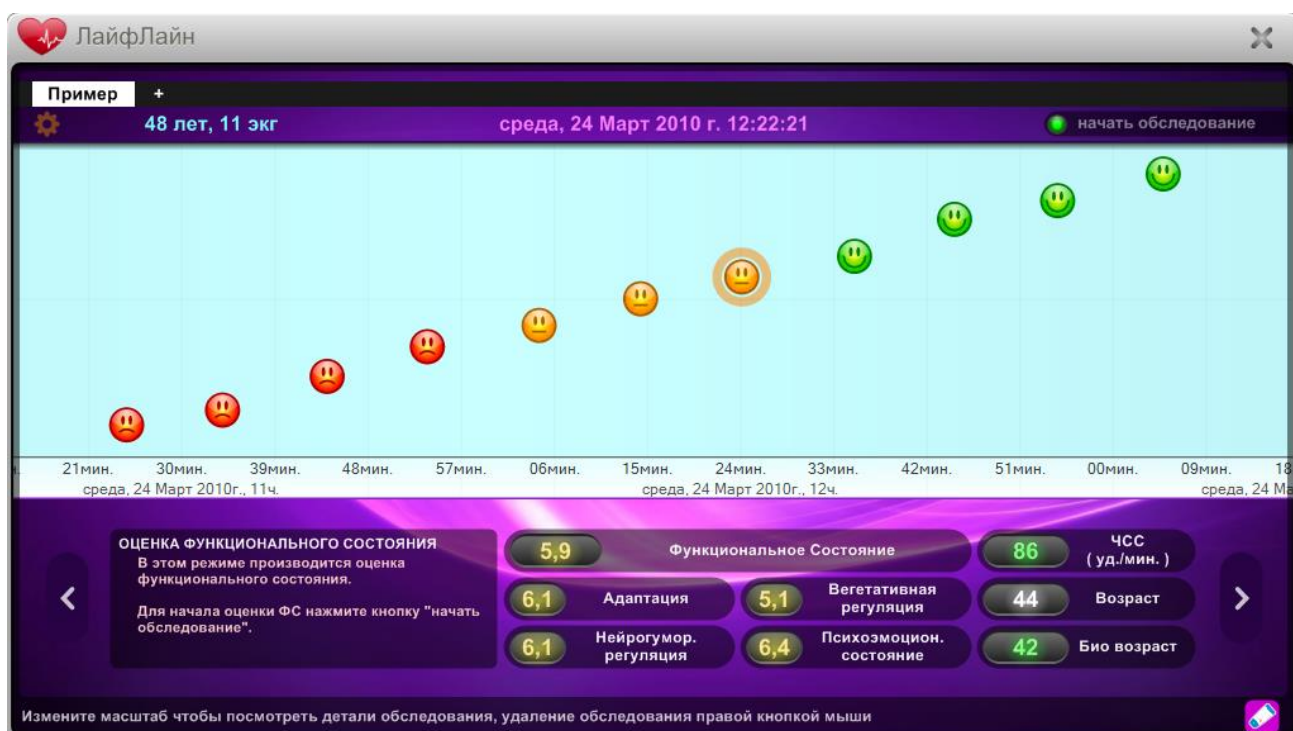 ЛайфЛайн
Пример +
48 лет, 11 экг
среда, 24 Март 2010 г. 12:22:21
начать обследование
21мин. 30мин. 39мин. 48мин. 57мин. 06мин. 15мин. 24мин. 33мин. 42мин. 51мин. 00мин. 09мин. 18
среда, 24 Март 2010г., 11ч.
среда, 24 Март 2010г., 12ч.
среда, 24 Ма
ОЦЕНКА ФУНКЦИОНАЛЬНОГО СОСТОЯНИЯ
В этом режиме производится оценка
функционального состояния.
Для начала оценки ФС нажмите кнопку "начать
обследование".
5,9 Функциональное Состояние
86 ЧСС
( уд./мин. )
6,1 Адаптация
5,1 Вегетативная
регуляция
44 Возраст
6,1 Нейрогумор.
регуляция
6,4 Психоэмоцион.
состояние
42 Био возраст
Измените масштаб чтобы посмотреть детали обследования, удаление обследования правой кнопкой мыши